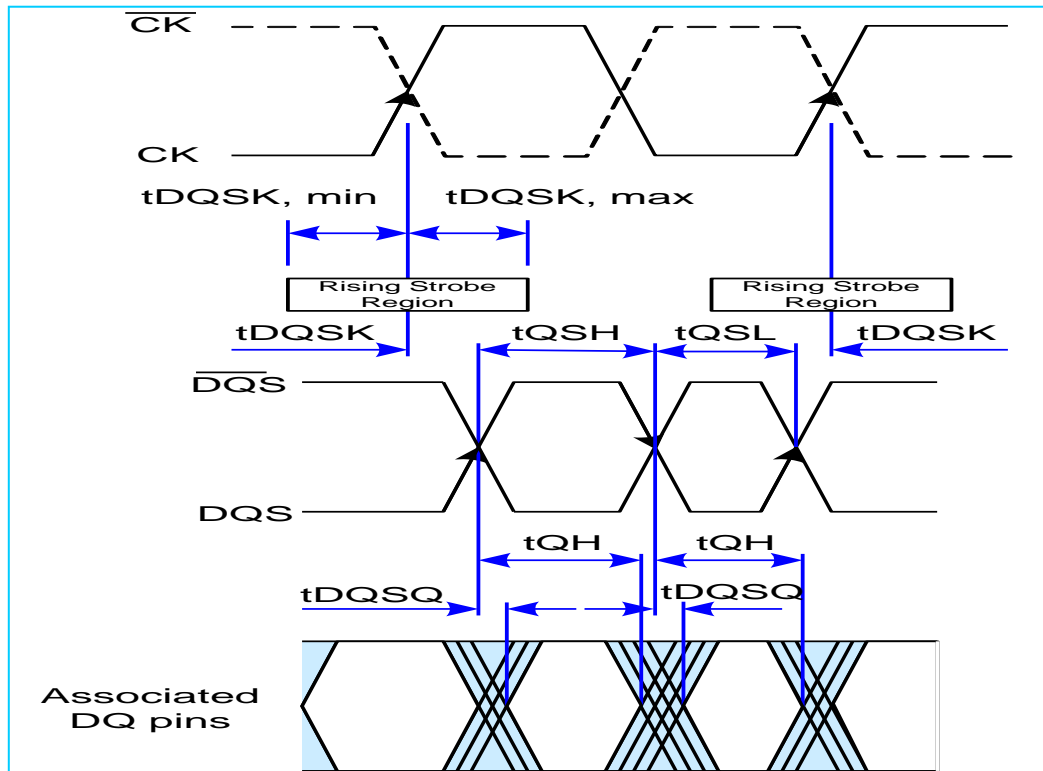 CK
CK
tDQSK, min
tDQSK, max
Rising Strobe
Region
Rising Strobe
Region
tDQSK
tQSH
tQSL
tDQSK
DQS
DQS
tQH
tQH
tDQSQ
tDQSQ
Associated
DQ pins